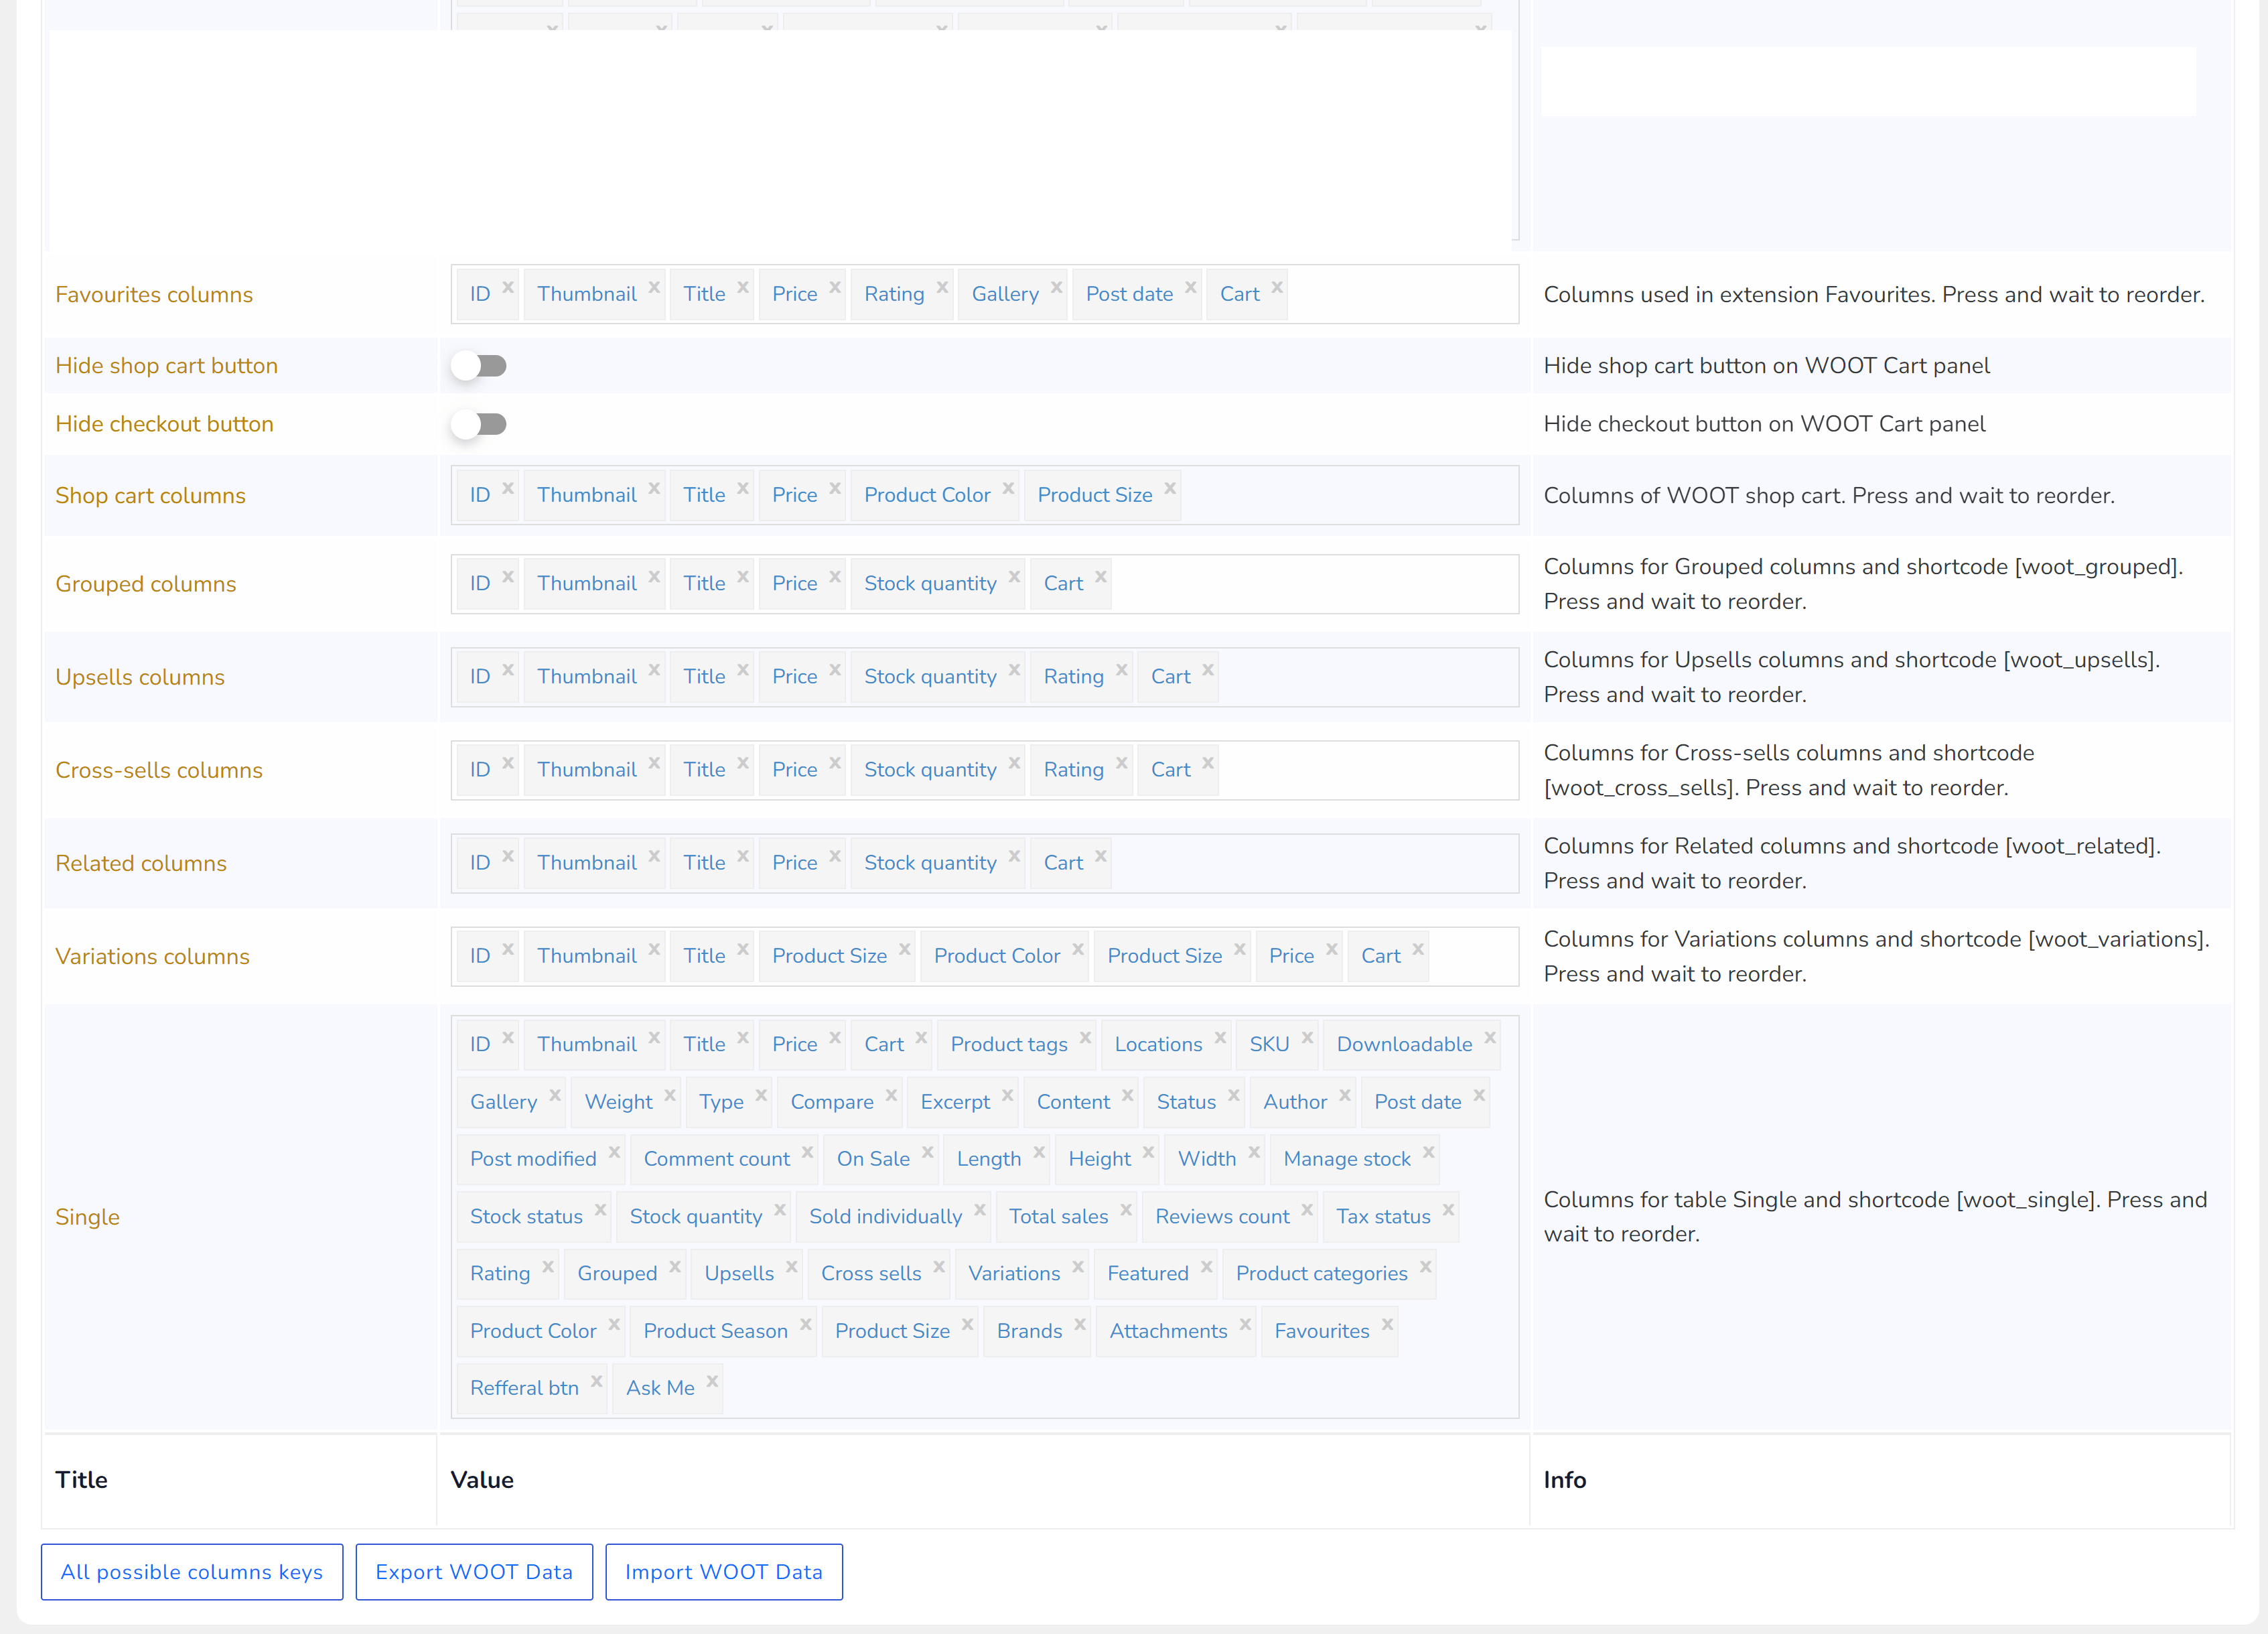 Favourites columns
ID x Thumbnail x Title x Price x Rating x Gallery x Post date x Cart x
Columns used in extension Favourites. Press and wait to reorder.
Hide shop cart button
Hide shop cart button on WOOT Cart panel
Hide checkout button
Hide checkout button on WOOT Cart panel
Shop cart columns
ID x Thumbnail x Title x Price x Product Color x Product Size x
Columns of WOOT shop cart. Press and wait to reorder.
Grouped columns
ID x Thumbnail x Title x Price x Stock quantity x Cart x
Columns for Grouped columns and shortcode [woot_grouped].
Press and wait to reorder.
Upsells columns
ID x Thumbnail x Title x Price x Stock quantity x Rating x Cart x
Columns for Upsells columns and shortcode [woot_upsells].
Press and wait to reorder.
Cross-sells columns
ID x Thumbnail x Title x Price x Stock quantity x Rating x Cart x
Columns for Cross-sells columns and shortcode
[woot_cross_sells]. Press and wait to reorder.
Related columns
ID x Thumbnail x Title x Price x Stock quantity x Cart x
Columns for Related columns and shortcode [woot_related].
Press and wait to reorder.
Variations columns
ID x Thumbnail x Title x Product Size x Product Color x Product Size x Price x Cart x
Columns for Variations columns and shortcode [woot_variations].
Press and wait to reorder.
Single
ID x Thumbnail x Title x Price x Cart x Product tags x Locations x SKU x Downloadable x
Gallery x Weight x Type x Compare x Excerpt x Content x Status x Author x Post date x
Post modified x Comment count x On Sale x Length x Height x Width x Manage stock x
Stock status x Stock quantity x Sold individually x Total sales x Reviews count x Tax status x
Rating x Grouped x Upsells x Cross sells x Variations x Featured x Product categories x
Product Color x Product Season x Product Size x Brands x Attachments x Favourites x
Refferal btn x Ask Me x
Columns for table Single and shortcode [woot_single]. Press and
wait to reorder.
Title Value Info
All possible columns keys Export WOOT Data Import WOOT Data